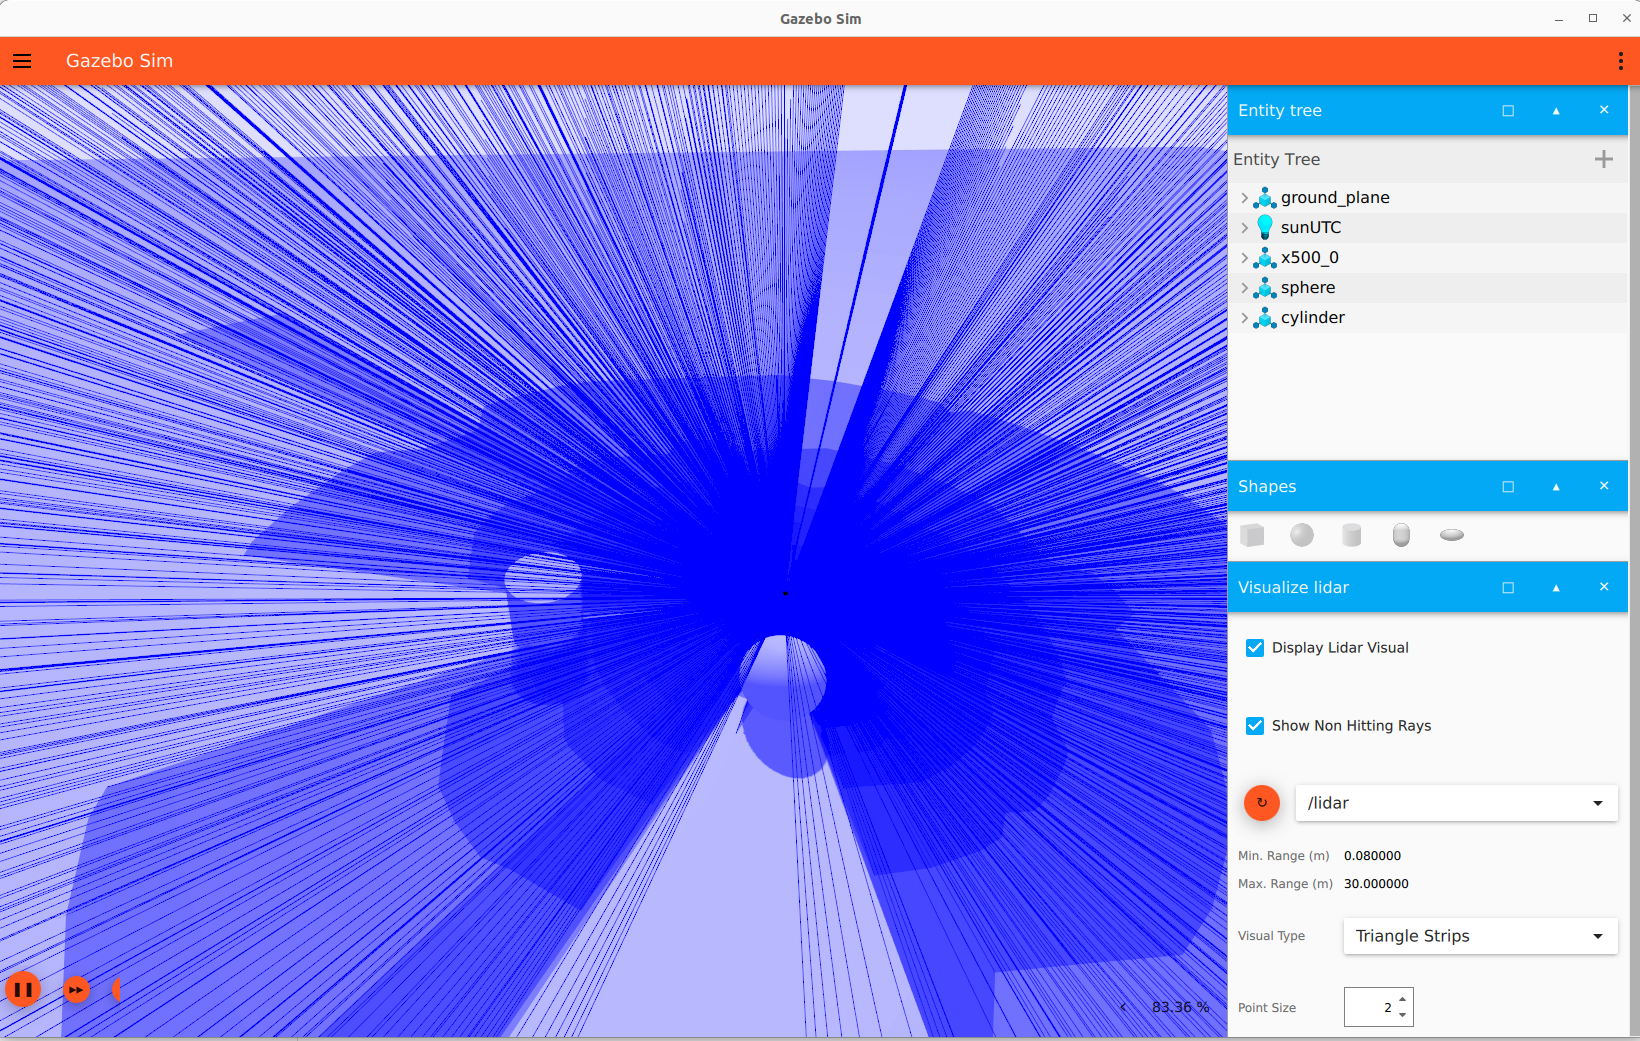 Gazebo Sim
Gazebo Sim
Entity tree
Entity Tree
ground_plane
sunUTC
x500_0
sphere
cylinder
Shapes
Visualize lidar
Display Lidar Visual
Show Non Hitting Rays
/lidar
Min. Range (m) 0.080000
Max. Range (m) 30.000000
Visual Type Triangle Strips
83.36 %
Point Size 2